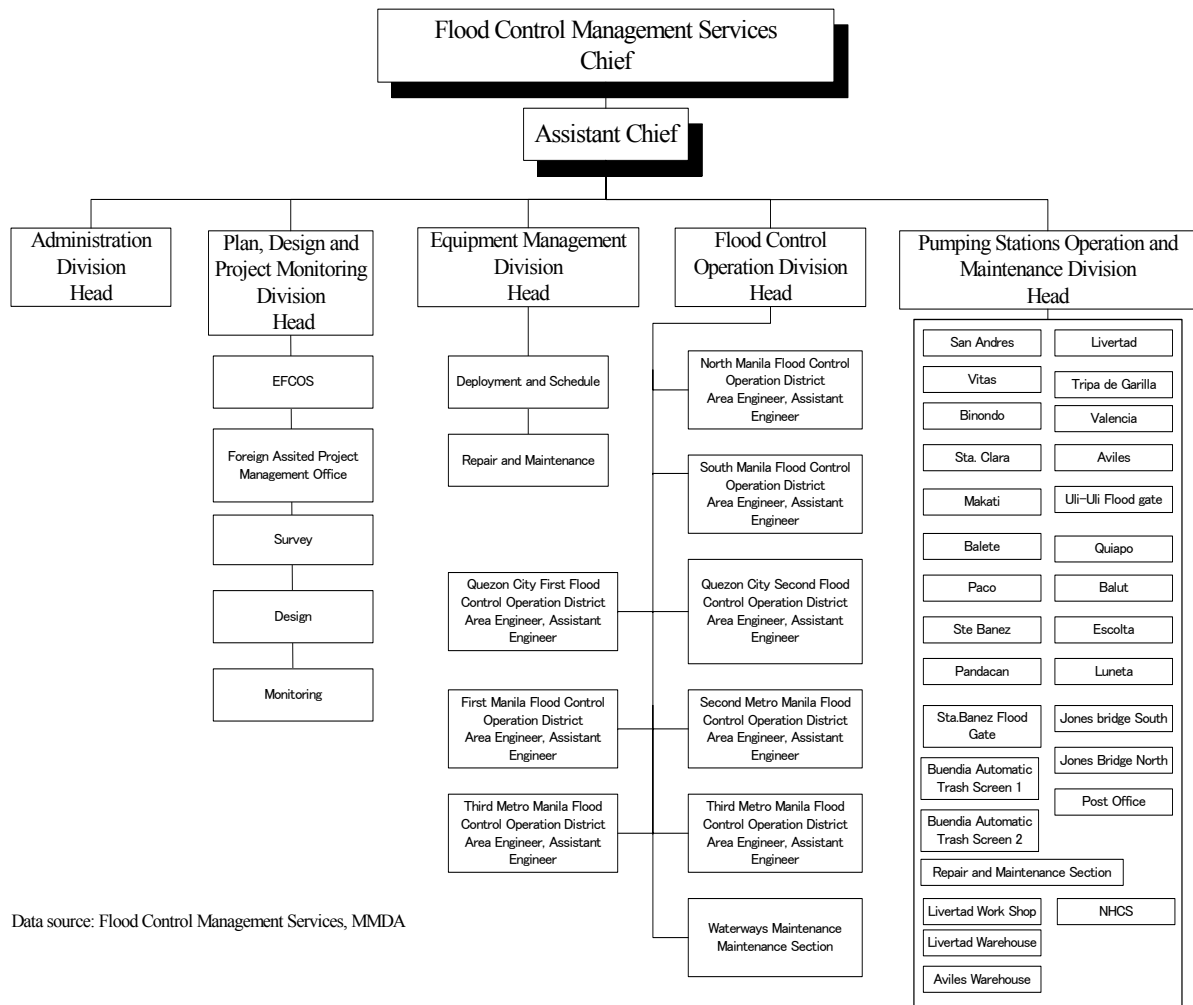 Flood Control Management Services
Chief
Assistant Chief
Administration
Division
Head
Plan, Design and
Project Monitoring
Division
Head
EFCOS
Foreign Assited Project
Management Office
Survey
Design
Monitoring
Equipment Management
Division
Head
Deployment and Schedule
Repair and Maintenance
Flood Control
Operation Division
Head
North Manila Flood Control
Operation District
Area Engineer, Assistant
Engineer
South Manila Flood Control
Operation District
Area Engineer, Assistant
Engineer
Quezon City First Flood
Control Operation District
Area Engineer, Assistant
Engineer
Quezon City Second Flood
Control Operation District
Area Engineer, Assistant
Engineer
First Manila Flood Control
Operation District
Area Engineer, Assistant
Engineer
Second Metro Manila Flood
Control Operation District
Area Engineer, Assistant
Engineer
Third Metro Manila Flood
Control Operation District
Area Engineer, Assistant
Engineer
Third Metro Manila Flood
Control Operation District
Area Engineer, Assistant
Engineer
Waterways Maintenance
Maintenance Section
Pumping Stations Operation and
Maintenance Division
Head
San Andres
Livertad
Vitas
Tripa de Garilla
Binondo
Valencia
Sta. Clara
Aviles
Makati
Uli-Uli Flood gate
Balete
Quiapo
Paco
Balut
Ste Banez
Escolta
Pandacan
Luneta
Sta.Banez Flood
Gate
Jones bridge South
Buendia Automatic
Trash Screen 1
Jones Bridge North
Buendia Automatic
Trash Screen 2
Post Office
Repair and Maintenance Section
Livertad Work Shop
NHCS
Livertad Warehouse
Aviles Warehouse
Data source: Flood Control Management Services, MMDA